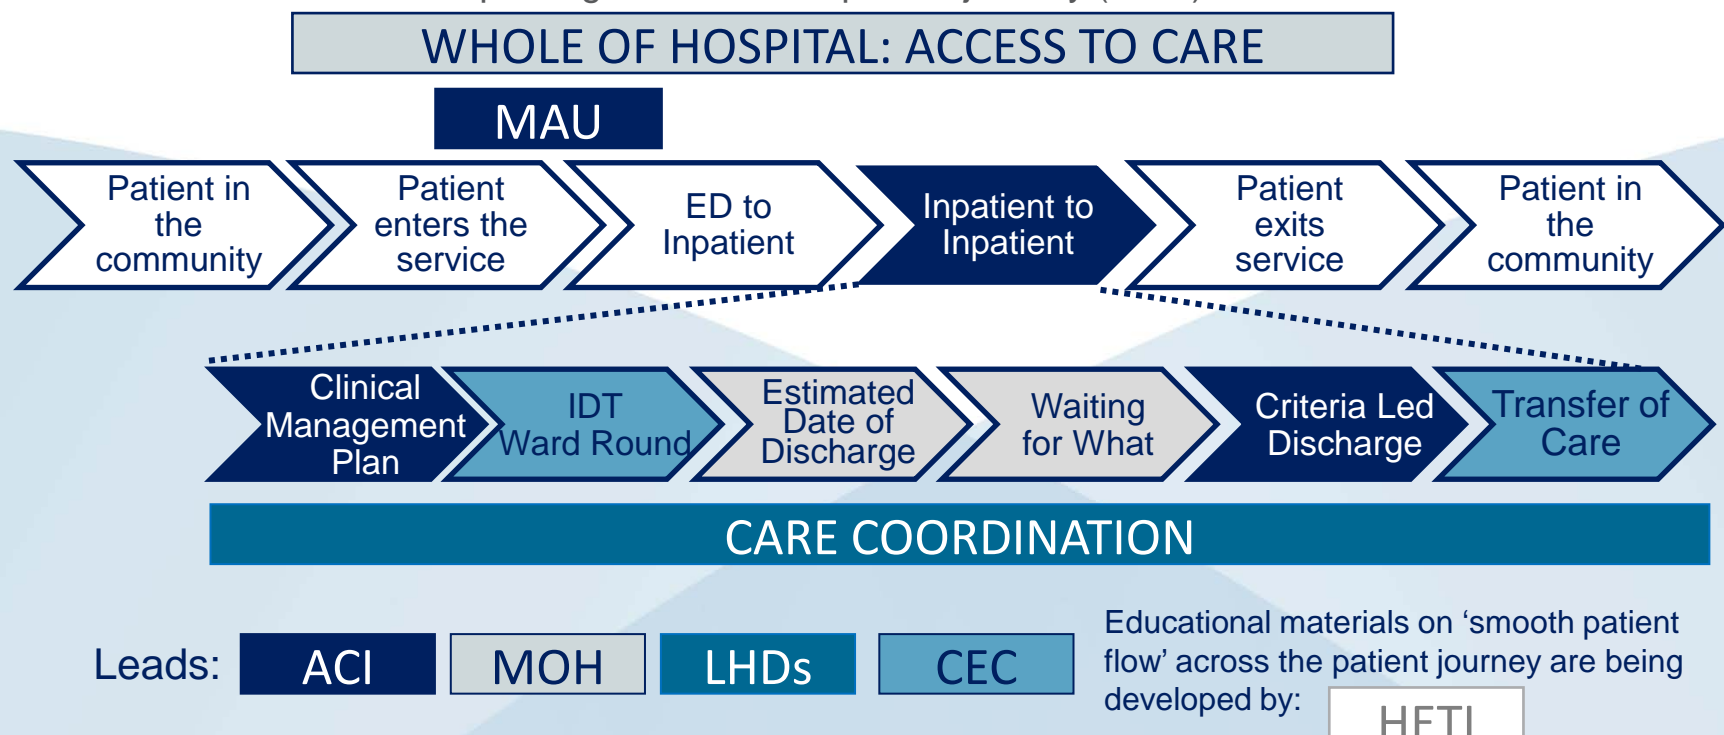 WHOLE OF HOSPITAL: ACCESS TO CARE
MAU
Patient in
the
community
Patient
enters the
service
ED to
Inpatient
Inpatient to
Inpatient
Patient
exits
service
Patient in
the
community
Clinical
Management
Plan
IDT
Ward Round
Estimated
Date of
Discharge
Waiting
for What
Criteria Led
Discharge
Transfer of
Care
CARE COORDINATION
Leads:
ACI
MOH
LHDs
CEC
Educational materials on ‘smooth patient
flow’ across the patient journey are being
developed by:
HETI